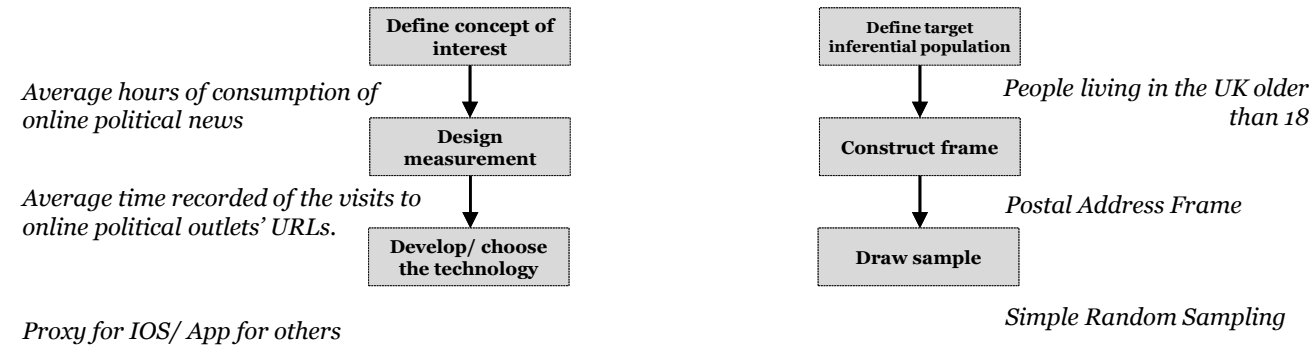 Define concept of
interest
Average hours of consumption of
online political news
Design
measurement
Average time recorded of the visits to
online political outlets’ URLs.
Develop/ choose
the technology
Proxy for IOS/ App for others
Define target
inferential population
People living in the UK older
than 18
Construct frame
Postal Address Frame
Draw sample
Simple Random Sampling